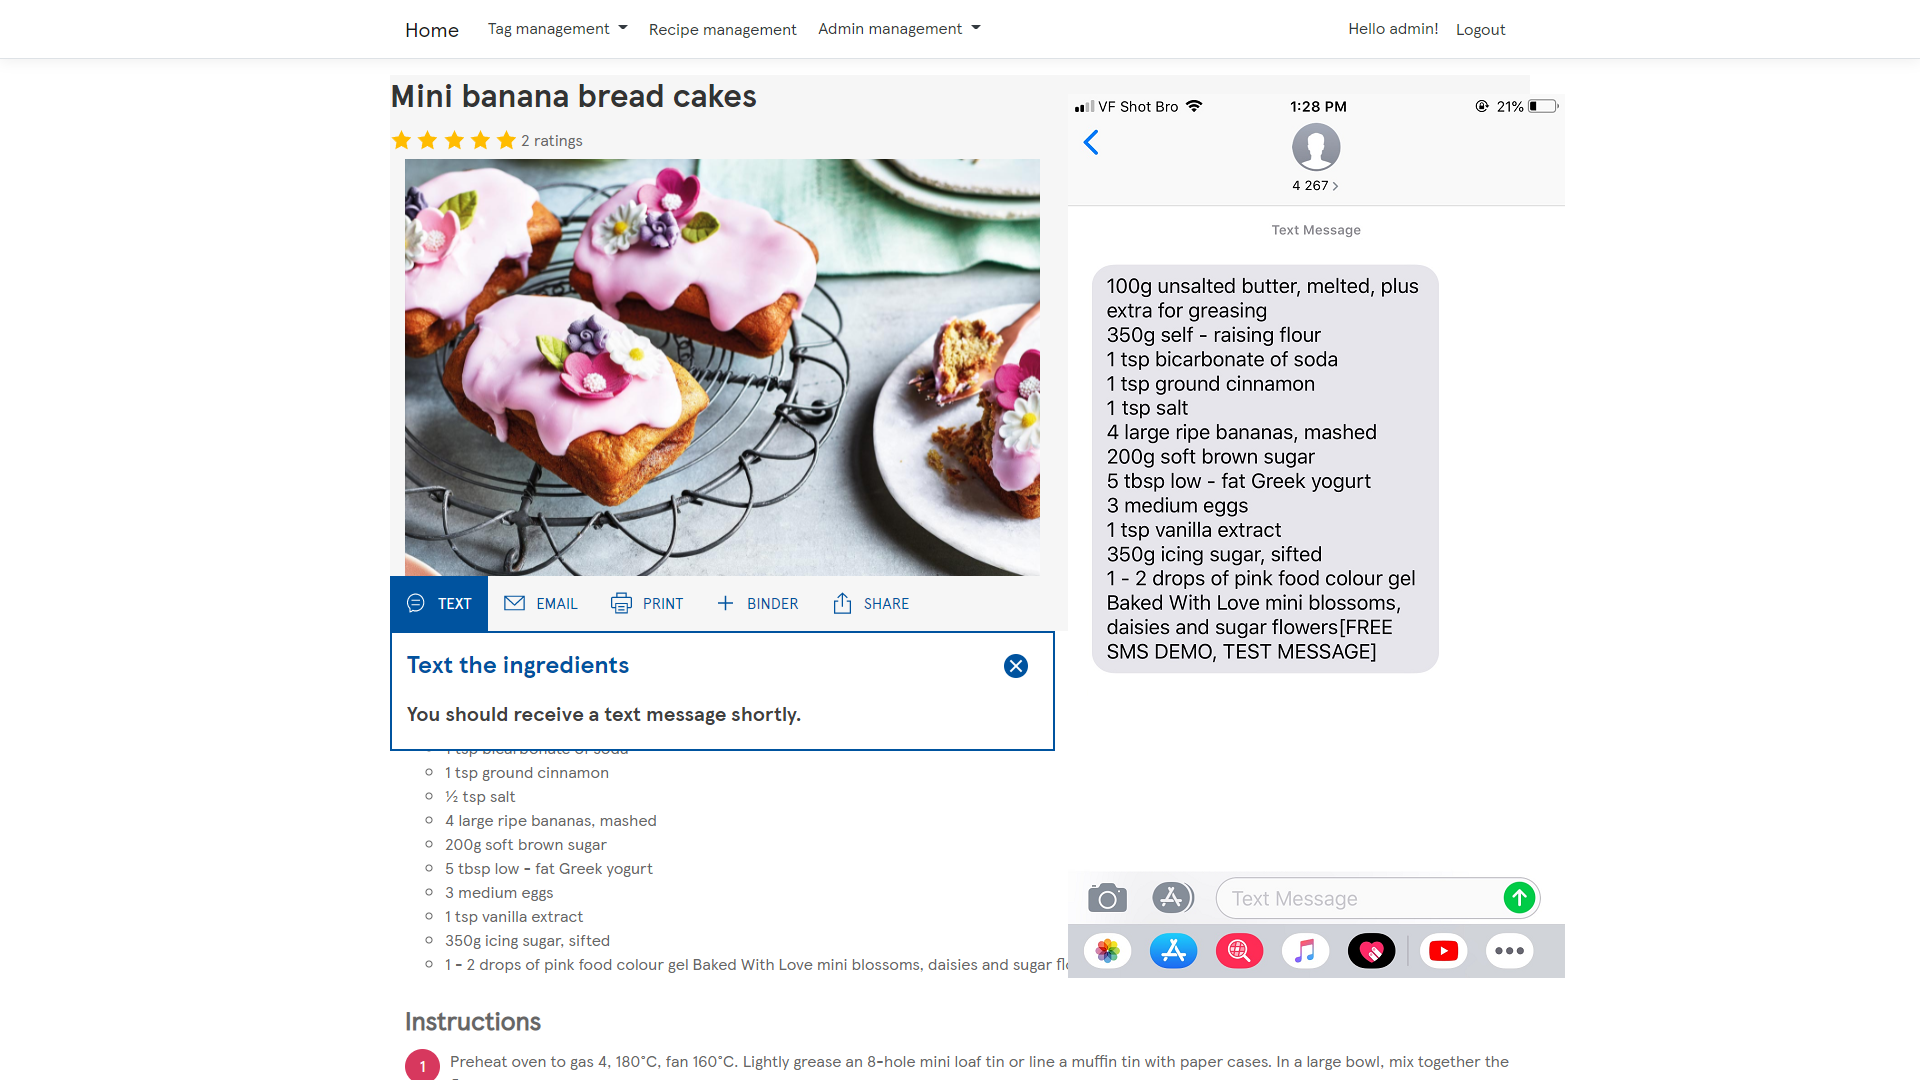 Home
Tag management
Recipe management
Admin management
Hello admin!
Logout
Mini banana bread cakes
2 ratings
TEXT
EMAIL
PRINT
BINDER
SHARE
Text the ingredients
You should receive a text message shortly.
1 tsp bicarbonate of soda
1 tsp ground cinnamon
½ tsp salt
4 large ripe bananas, mashed
200g soft brown sugar
5 tbsp low - fat Greek yogurt
3 medium eggs
1 tsp vanilla extract
350g icing sugar, sifted
1 - 2 drops of pink food colour gel Baked With Love mini blossoms, daisies and sugar
VF Shot Bro
1:28 PM
21%
4 267
Text Message
100g unsalted butter, melted, plus
extra for greasing
350g self - raising flour
1 tsp bicarbonate of soda
1 tsp ground cinnamon
1 tsp salt
4 large ripe bananas, mashed
200g soft brown sugar
5 tbsp low - fat Greek yogurt
3 medium eggs
1 tsp vanilla extract
350g icing sugar, sifted
1 - 2 drops of pink food colour gel
Baked With Love mini blossoms,
daisies and sugar flowers[FREE
SMS DEMO, TEST MESSAGE]
Text Message
Instructions
1
Preheat oven to gas 4, 180°C, fan 160°C. Lightly grease an 8-hole mini loaf tin or line a muffin tin with paper cases. In a large bowl, mix together the